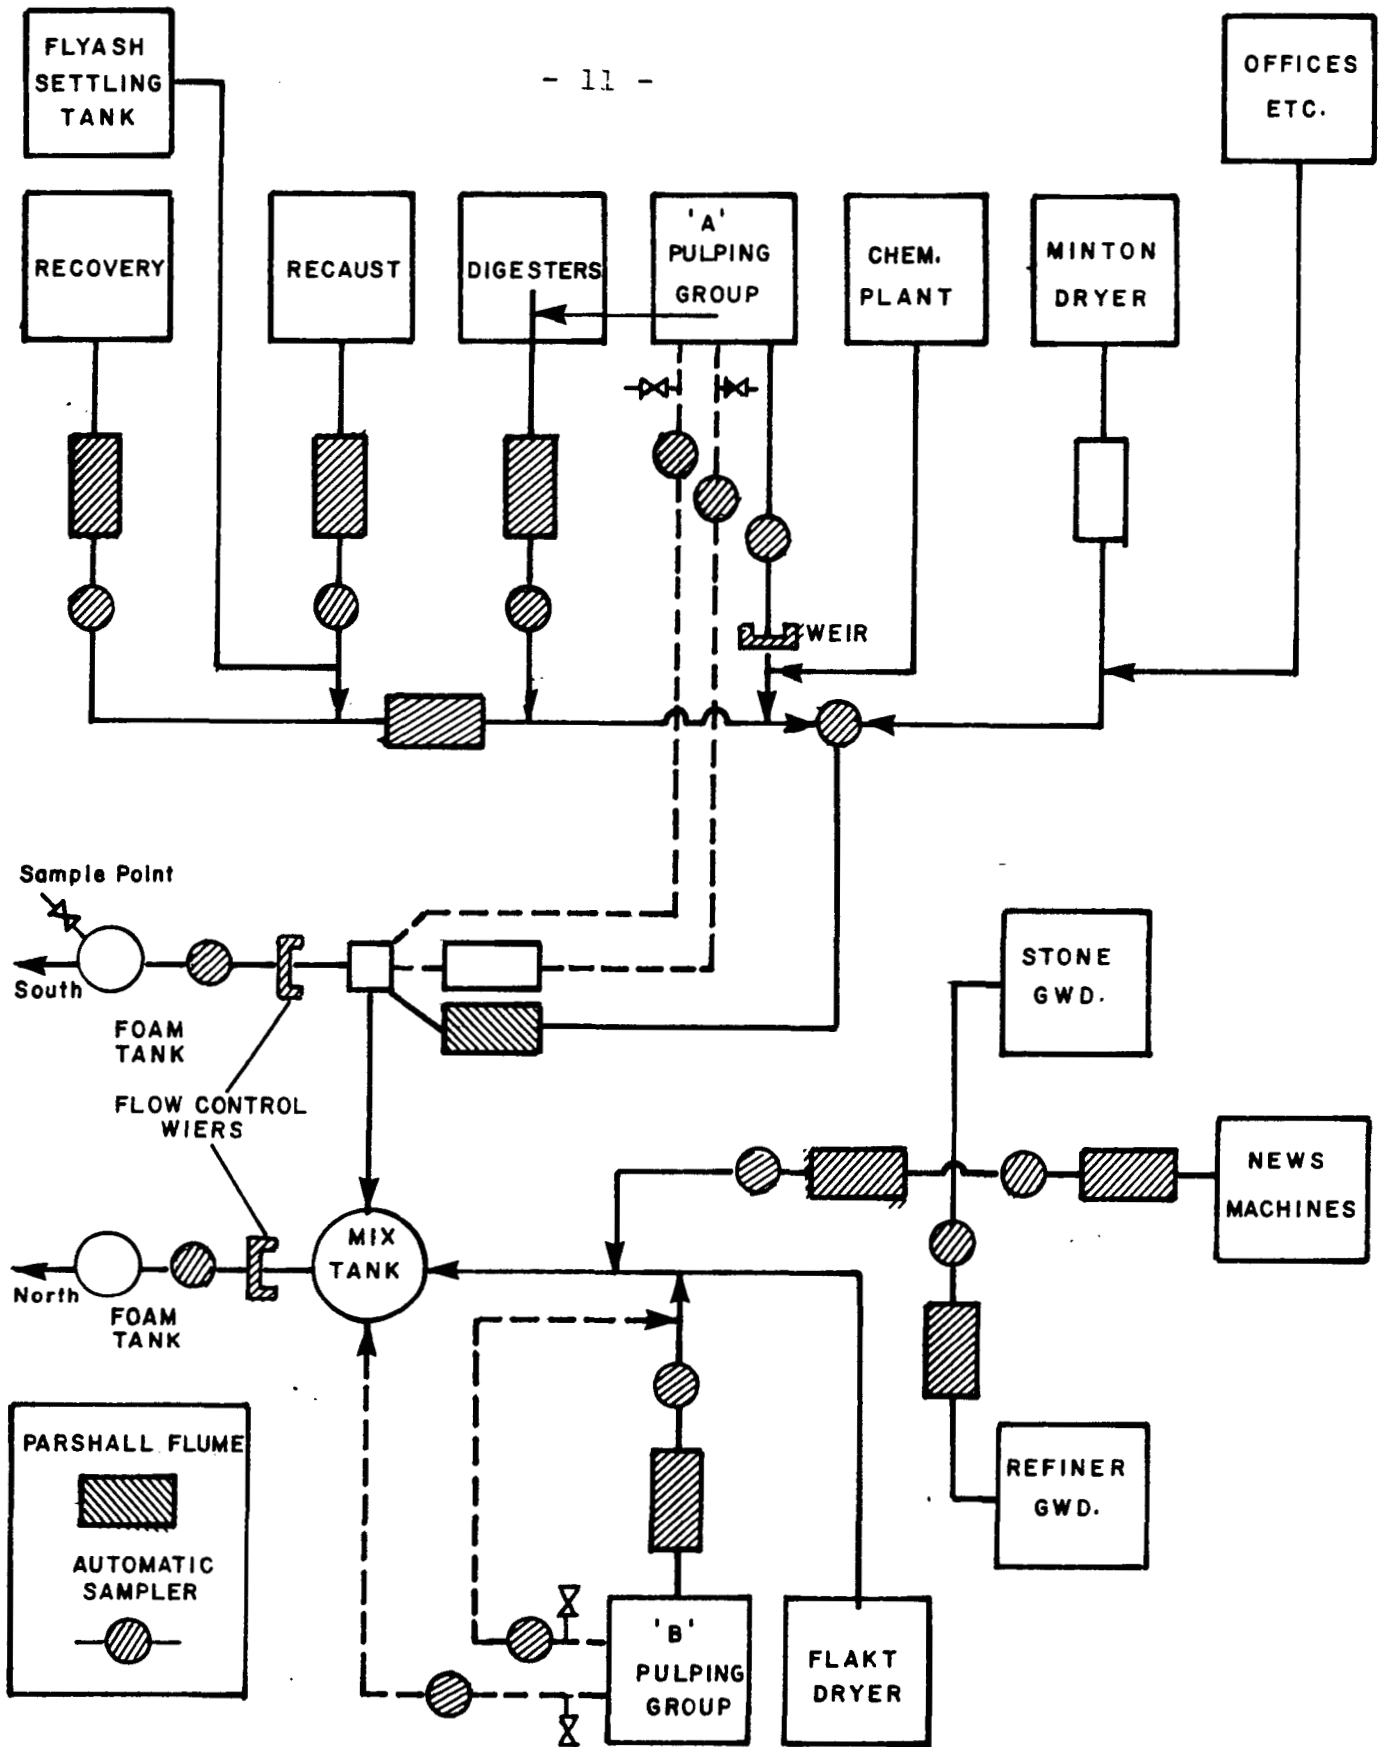 - 11 -
FLYASH
SETTLING
TANK
OFFICES
ETC.
RECOVERY
RECAUST
DIGESTERS
'A'
PULPING
GROUP
CHEM.
PLANT
MINTON
DRYER
WEIR
Sample Point
South
FOAM
TANK
FLOW CONTROL
WIERS
STONE
GWD.
NEWS
MACHINES
MIX
TANK
North
FOAM
TANK
REFINER
GWD.
PARSHALL FLUME
AUTOMATIC
SAMPLER
'B'
PULPING
GROUP
FLAKT
DRYER